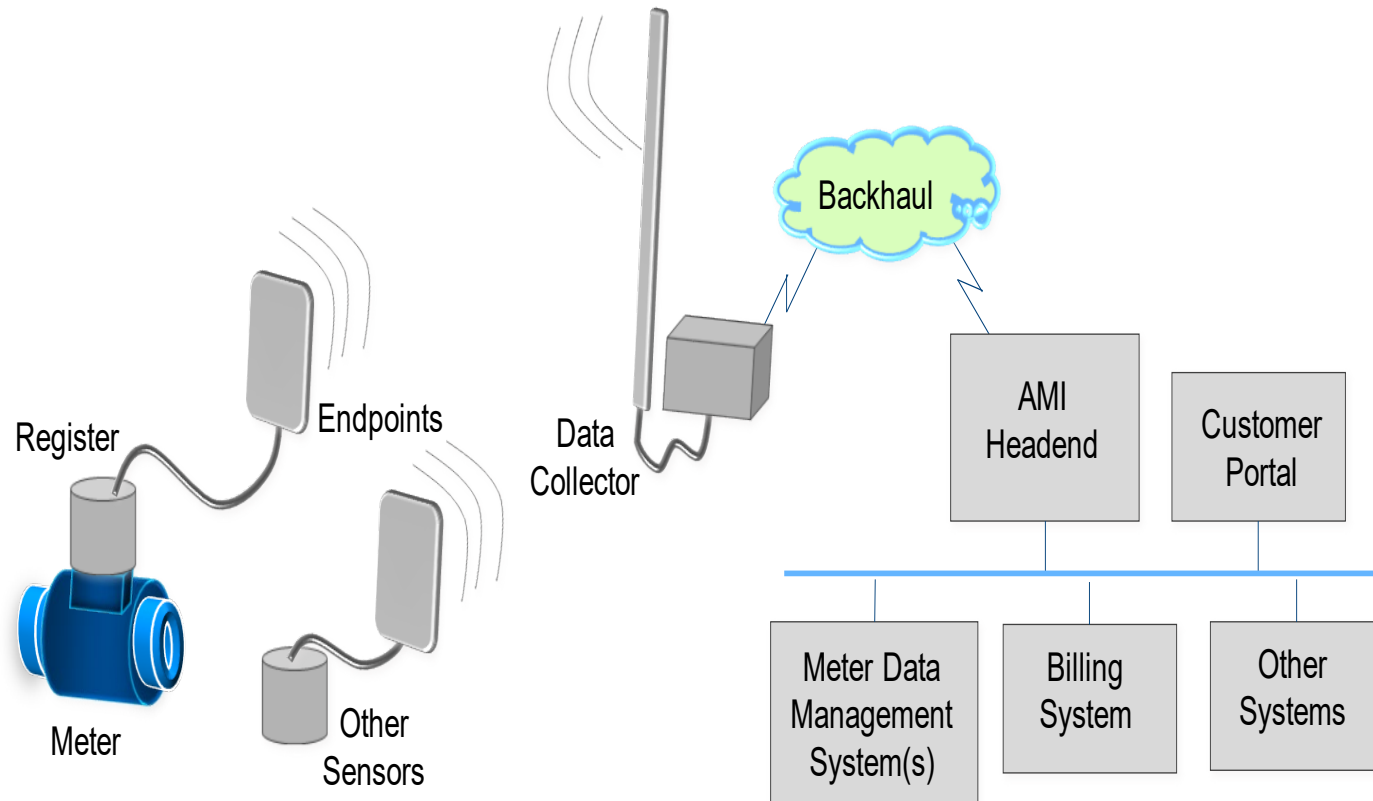 Backhaul
Register
Endpoints
Data
Collector
AMI
Headend
Customer
Portal
Meter
Other
Sensors
Meter Data
Management
System(s)
Billing
System
Other
Systems